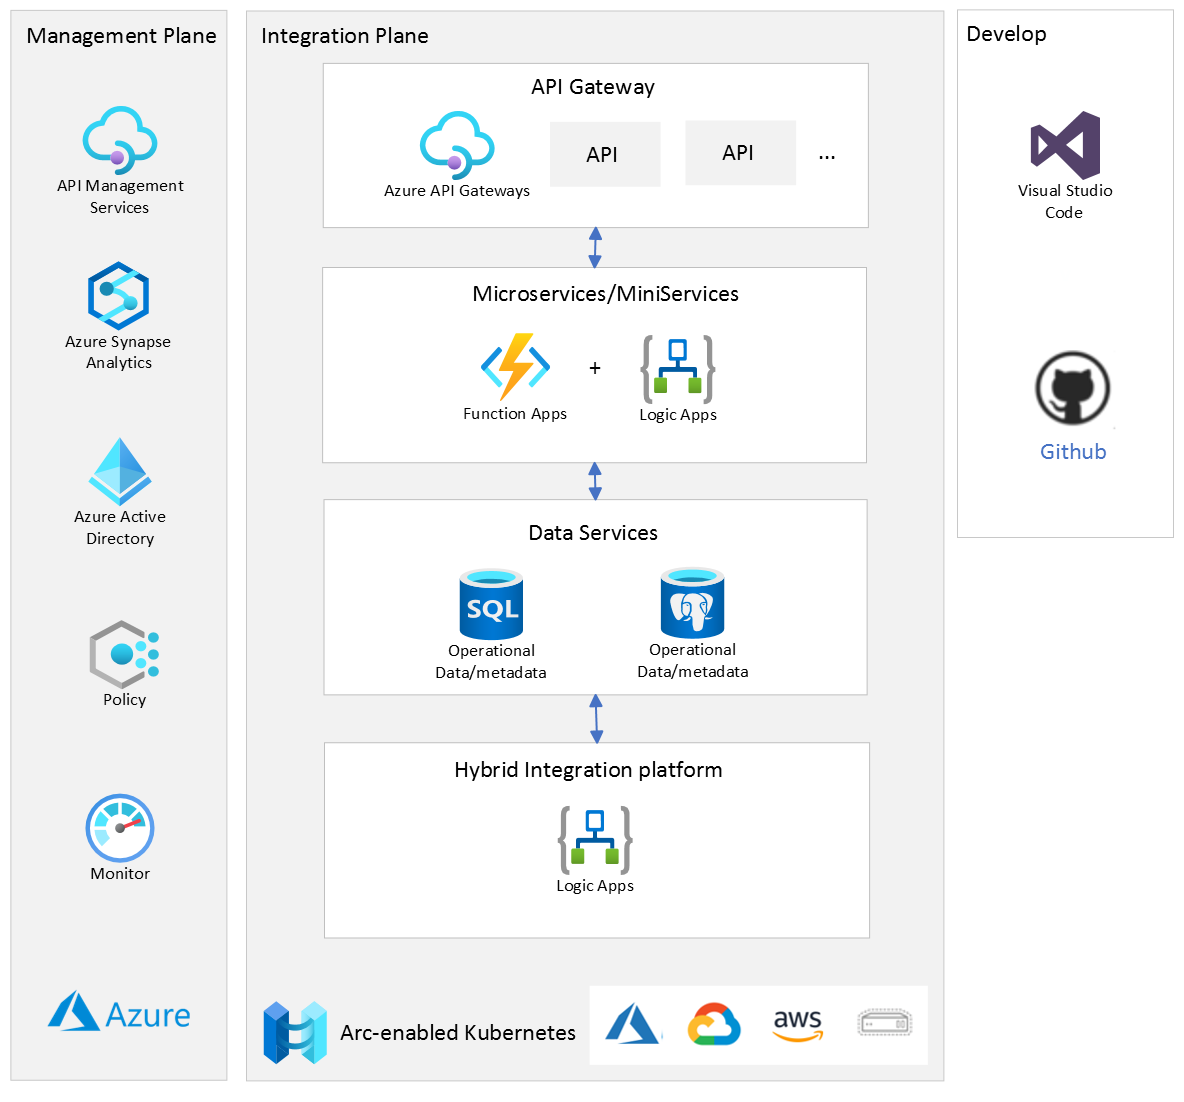 Management Plane
API Management
Services
Azure Synapse
Analytics
Azure Active
Directory
Policy
Monitor
Azure
Integration Plane
API Gateway
Azure API Gateways
API
API
...
Microservices/MiniServices
Function Apps
+
Logic Apps
Data Services
SQL
Operational
Data/metadata
Operational
Data/metadata
Hybrid Integration platform
Logic Apps
Arc-enabled Kubernetes
aws
Develop
Visual Studio
Code
Github